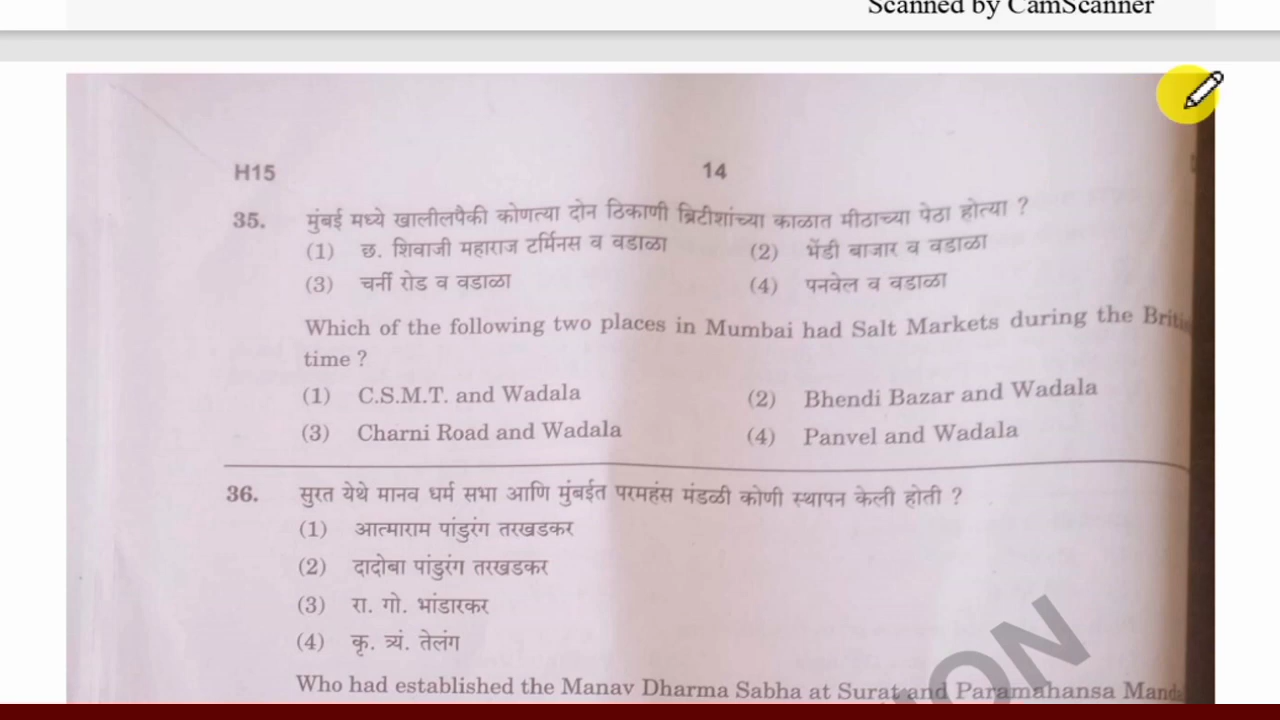 Scanned by CamScanner
H15 14
35. मुंबई मध्ये खालीलपैकी कोणत्या दोन ठिकाणी ब्रिटीशांच्या काळात मीठाच्या पेठा होत्या ?
(1) छ. शिवाजी महाराज टर्मिनस व वडाळा (2) भेंडी बाजार व वडाळा
(3) चर्नी रोड व वडाळा (4) पनवेल व वडाळा
Which of the following two places in Mumbai had Salt Markets during the
time ?
(1) C.S.M.T. and Wadala (2) Bhendi Bazar and Wadala
(3) Charni Road and Wadala (4) Panvel and Wadala
36. सुरत येथे मानव धर्म सभा आणि मुंबईत परमहंस मंडळी कोणी स्थापन केली होती ?
(1) आत्माराम पांडुरंग तरखडकर
(2) दादोबा पांडुरंग तरखडकर
(3) रा. गो. भांडारकर
(4) कृ. त्र्यं. तेलंग
Who had established the Manav Dharma Sabha at Surat and Paramahansa